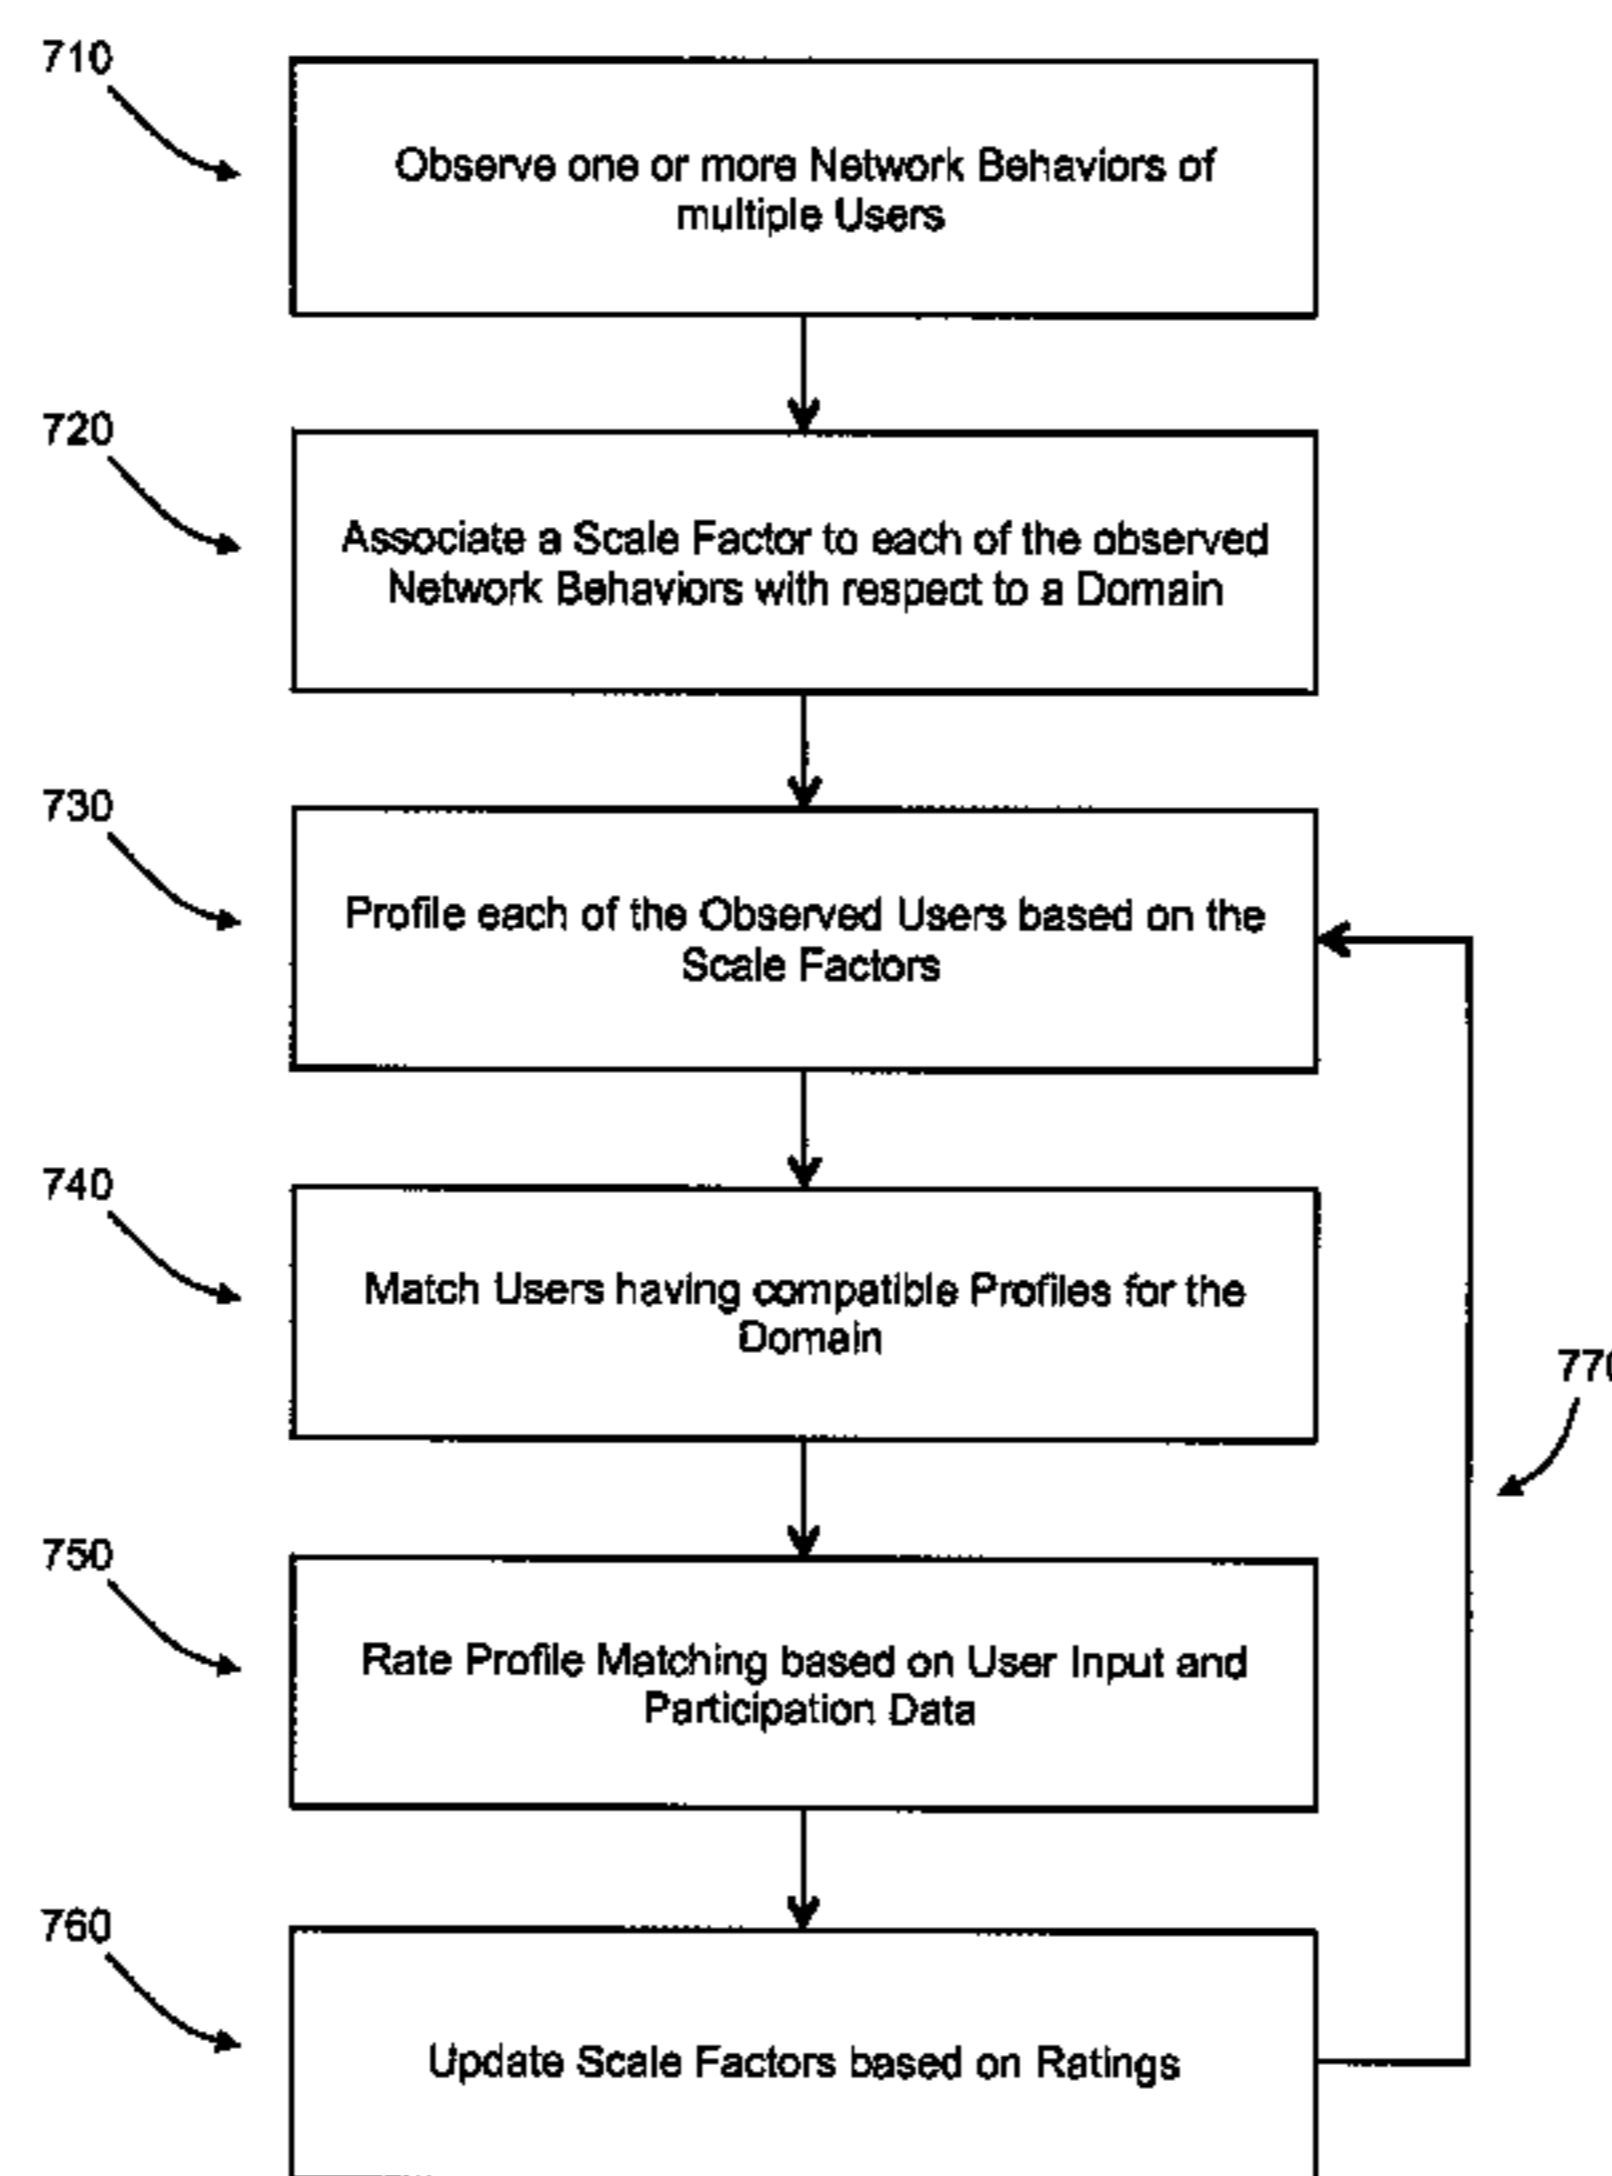 710
Observe one or more Network Behaviors of
multiple Users
720
Associate a Scale Factor to each of the observed
Network Behaviors with respect to a Domain
730
Profile each of the Observed Users based on the
Scale Factors
740
Match Users having compatible Profiles for the
Domain
770
750
Rate Profile Matching based on User Input and
Participation Data
760
Update Scale Factors based on Ratings